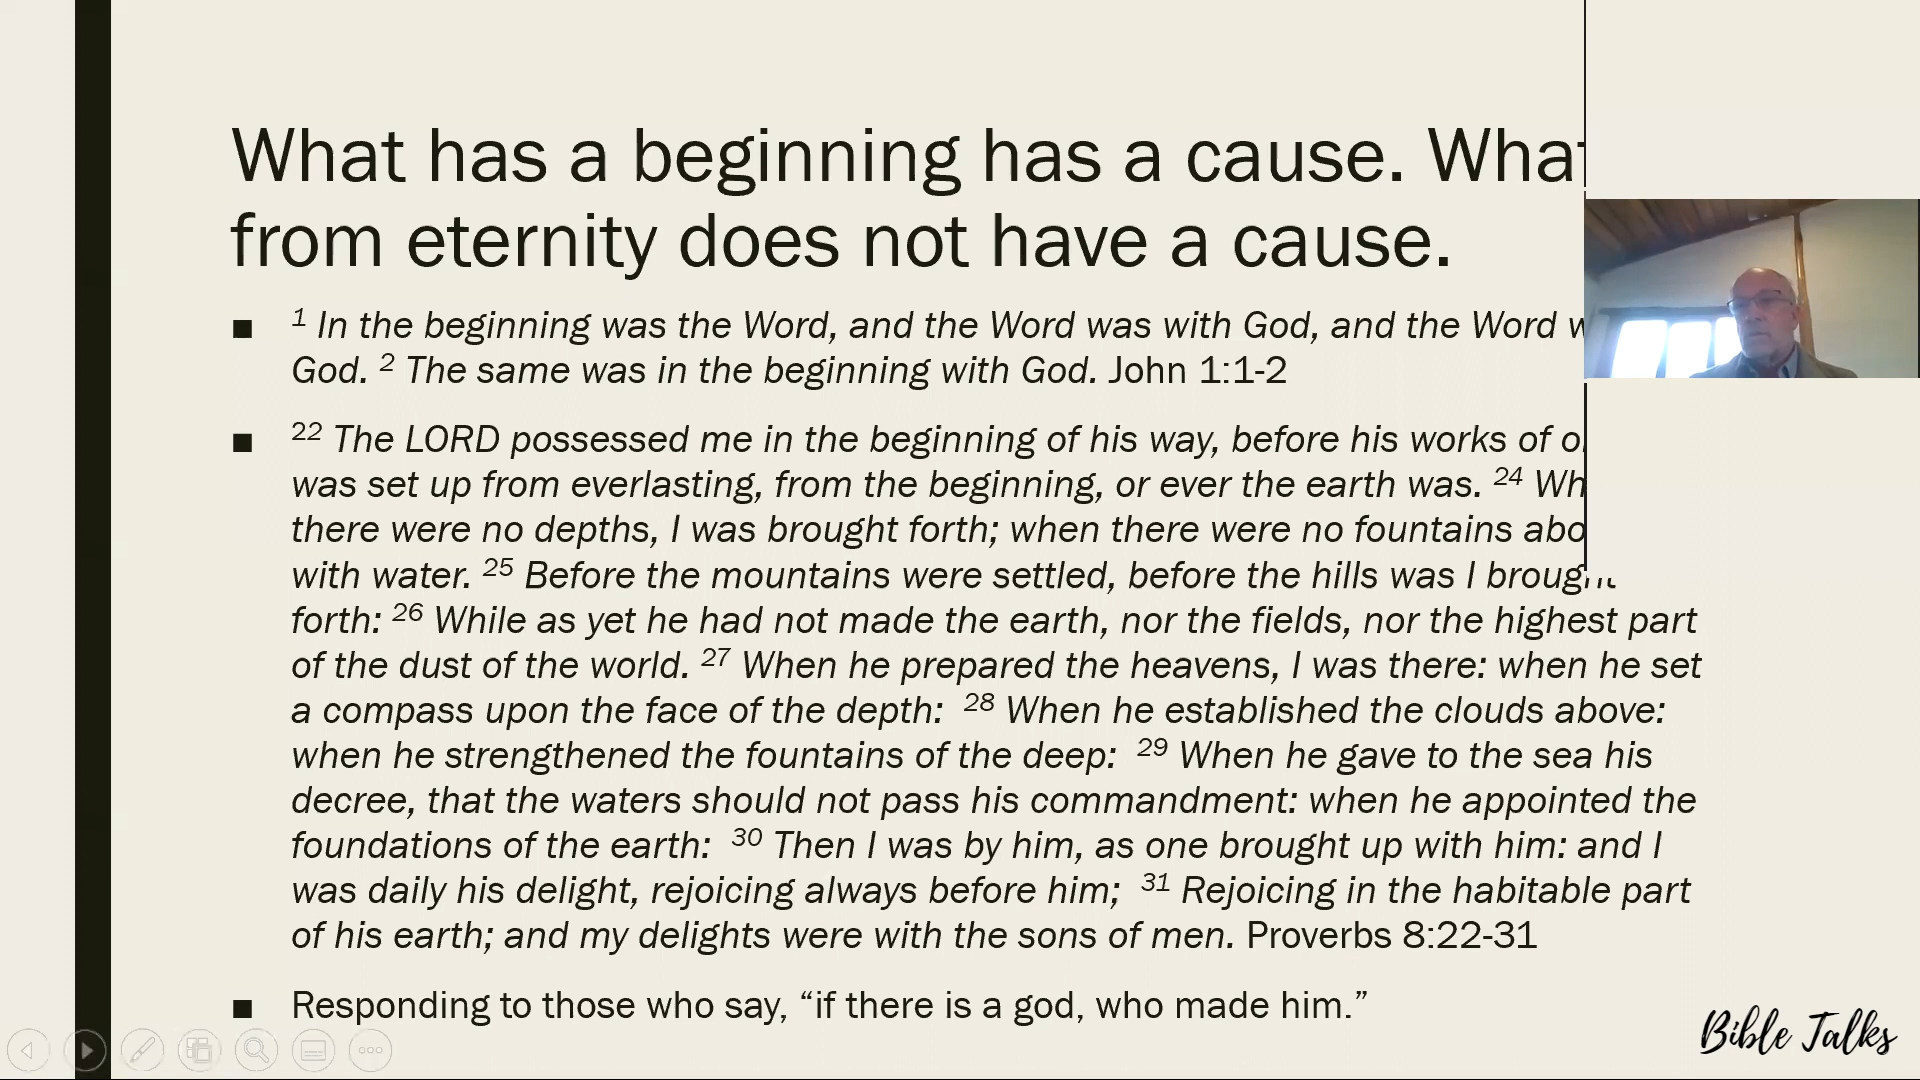 What has a beginning has a cause. What
from eternity does not have a cause.
■ 1 In the beginning was the Word, and the Word was with God, and the Word
God. 2 The same was in the beginning with God. John 1:1-2
■ 22 The LORD possessed me in the beginning of his way, before his works of
was set up from everlasting, from the beginning, or ever the earth was. 24
there were no depths, I was brought forth; when there were no fountains
with water. 25 Before the mountains were settled, before the hills was I brought
forth: 26 While as yet he had not made the earth, nor the fields, nor the highest part
of the dust of the world. 27 When he prepared the heavens, I was there: when he set
a compass upon the face of the depth: 28 When he established the clouds above:
when he strengthened the fountains of the deep: 29 When he gave to the sea his
decree, that the waters should not pass his commandment: when he appointed the
foundations of the earth: 30 Then I was by him, as one brought up with him: and I
was daily his delight, rejoicing always before him; 31 Rejoicing in the habitable part
of his earth; and my delights were with the sons of men. Proverbs 8:22-31
■ Responding to those who say, “if there is a god, who made him.”
Bible Talks